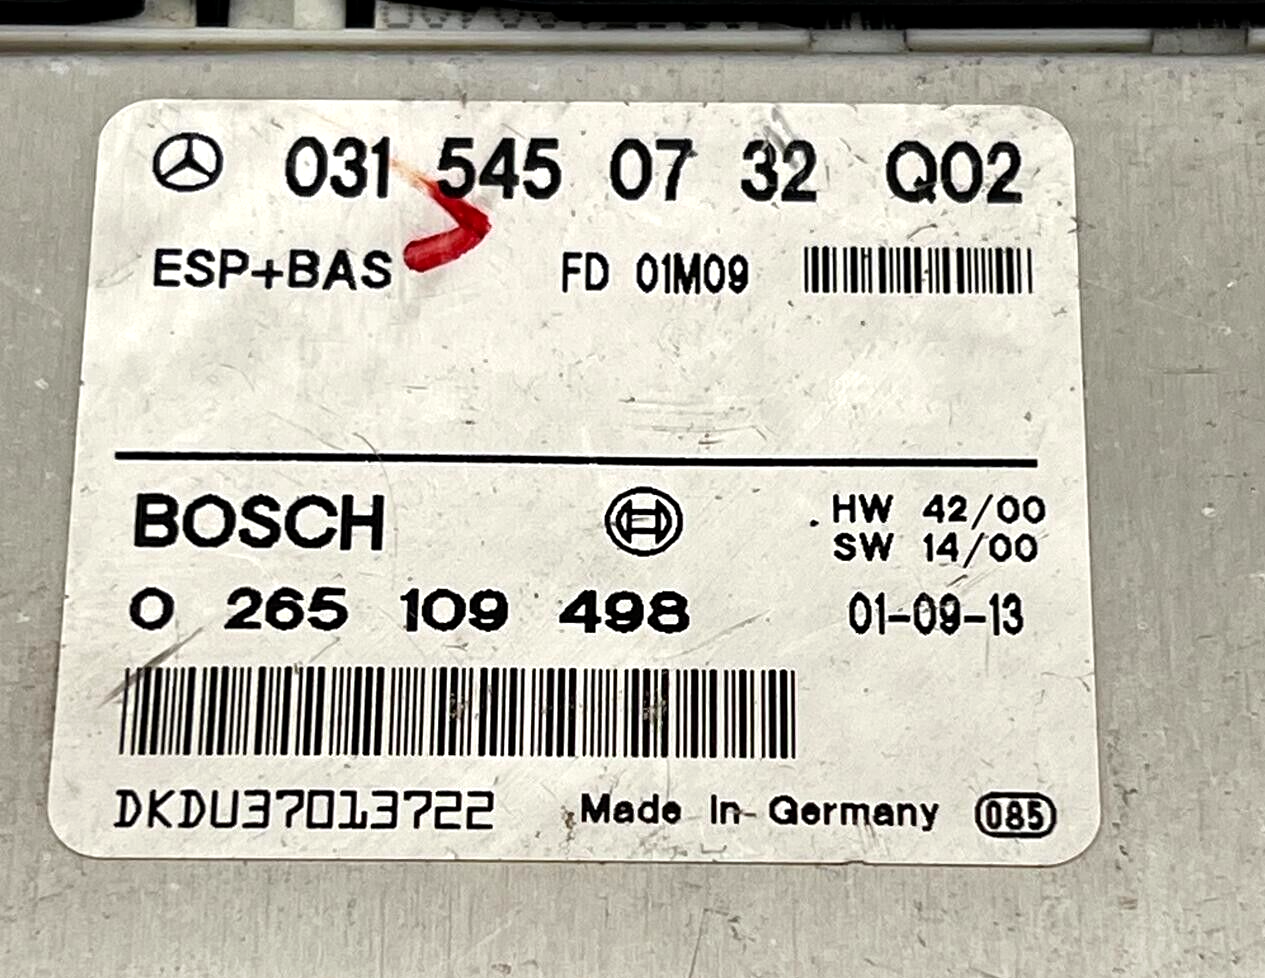 031 545 07 32 Q02
ESP+BAS FD 01M09
BOSCH HW 42/00
SW 14/00
0 265 109 498 01-09-13
DKDU37013722 Made In Germany 085